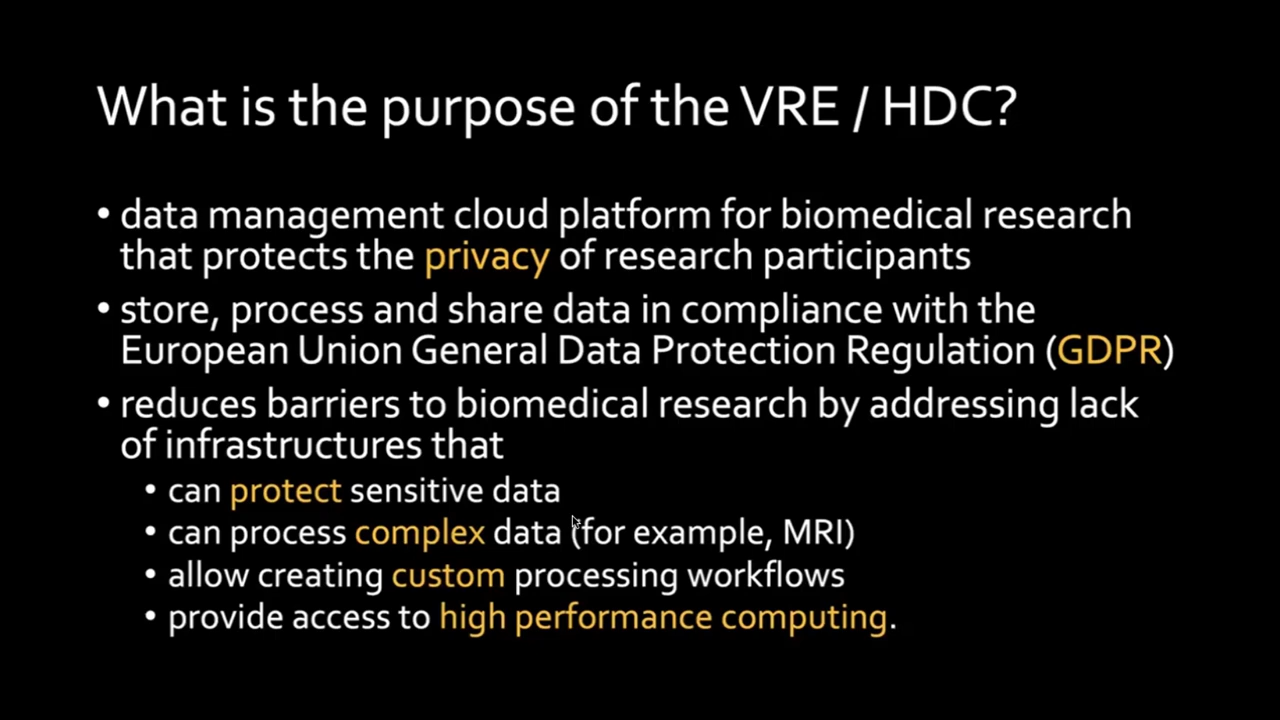 What is the purpose of the VRE / HDC?
• data management cloud platform for biomedical research
that protects the privacy of research participants
• store, process and share data in compliance with the
European Union General Data Protection Regulation (GDPR)
• reduces barriers to biomedical research by addressing lack
of infrastructures that
• can protect sensitive data
• can process complex data (for example, MRI)
• allow creating custom processing workflows
• provide access to high performance computing.